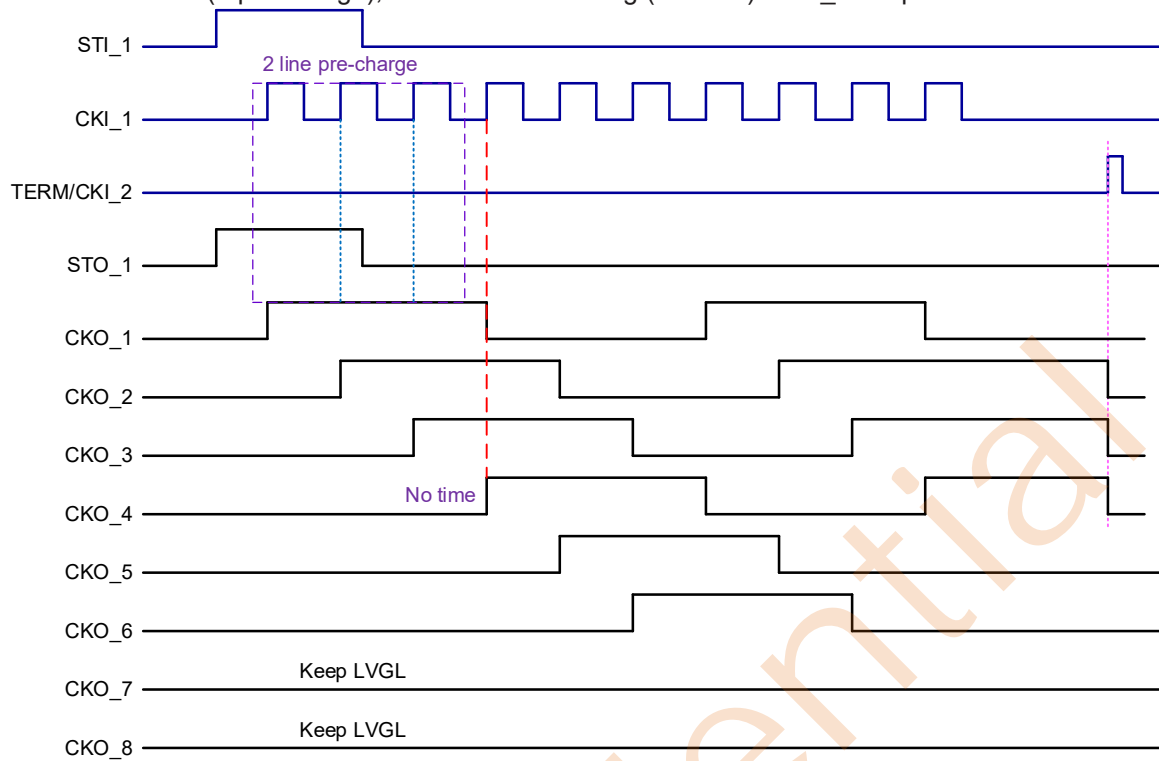 STI_1
2 line pre-charge
CKI_1
TERM/CKI_2
STO_1
CKO_1
CKO_2
CKO_3
No time
CKO_4
CKO_5
CKO_6
Keep LVGL
CKO_7
Keep LVGL
CKO_8
ential